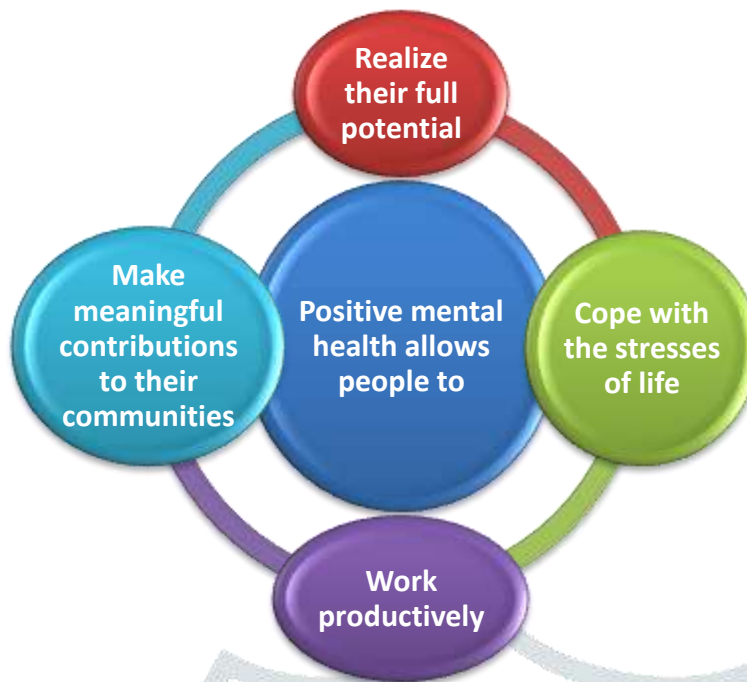 Realize
their full
potential
Make
meaningful
contributions
to their
communities
Positive mental
health allows
people to
Cope with
the stresses
of life
Work
productively